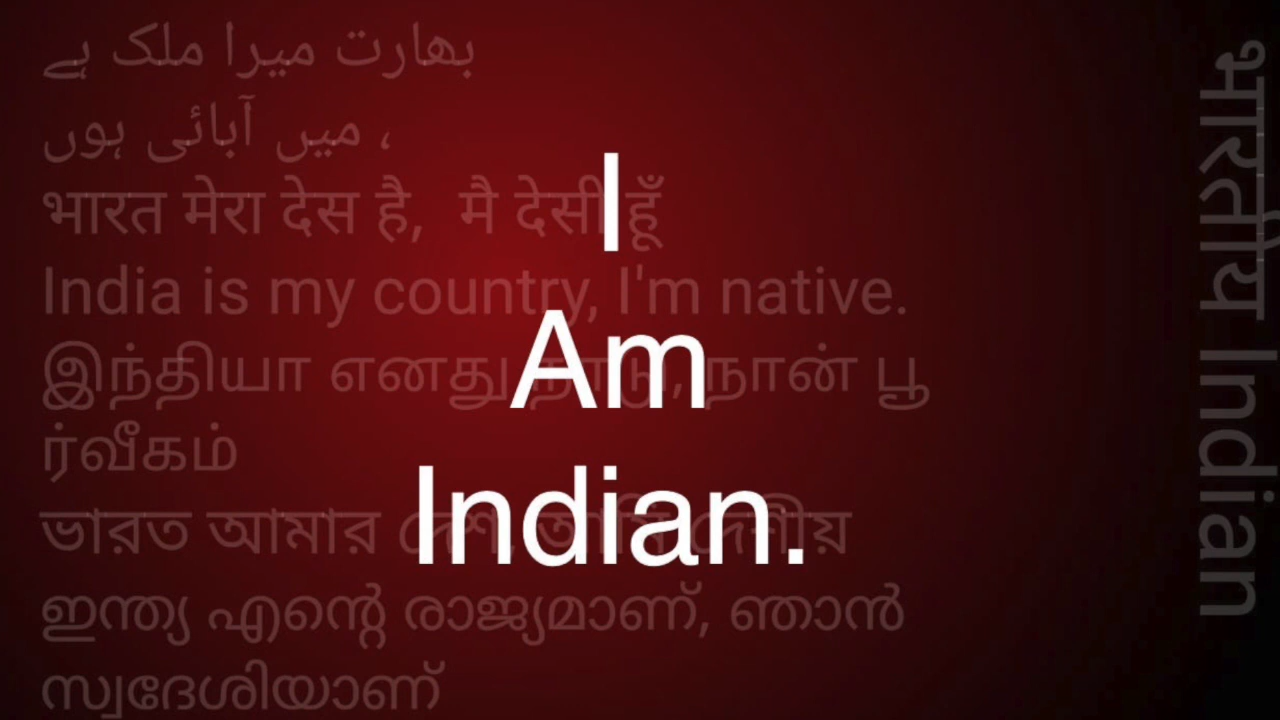 بھارت میرا ملک ہے
، میں آبائی ہوں
भारत मेरा देस है, मै देसी हूँ
India is my country, I'm native.
இந்தியா எனது நாடு, நான் பூ
ர்வீகம்
ভারত আমার দেশ, আমি দেশীয়
ഇന്ത്യ എന്റെ രാജ്യമാണ്, ഞാൻ
സ്വദേശിയാണ്
I
Am
Indian.
भारतीय Indian